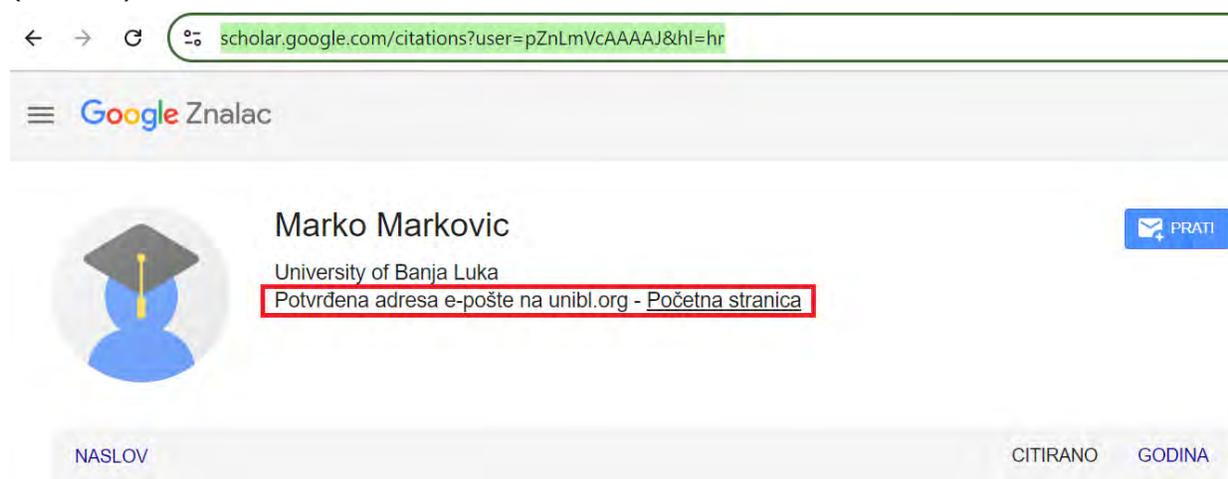 scholar.google.com/citations?user=pZnLmVcAAAAJ&hl=hr
Google Znalac
Marko Markovic
PRATI
University of Banja Luka
Potvrđena adresa e-pošte na unibl.org - Početna stranica
NASLOV CITIRANO GODINA